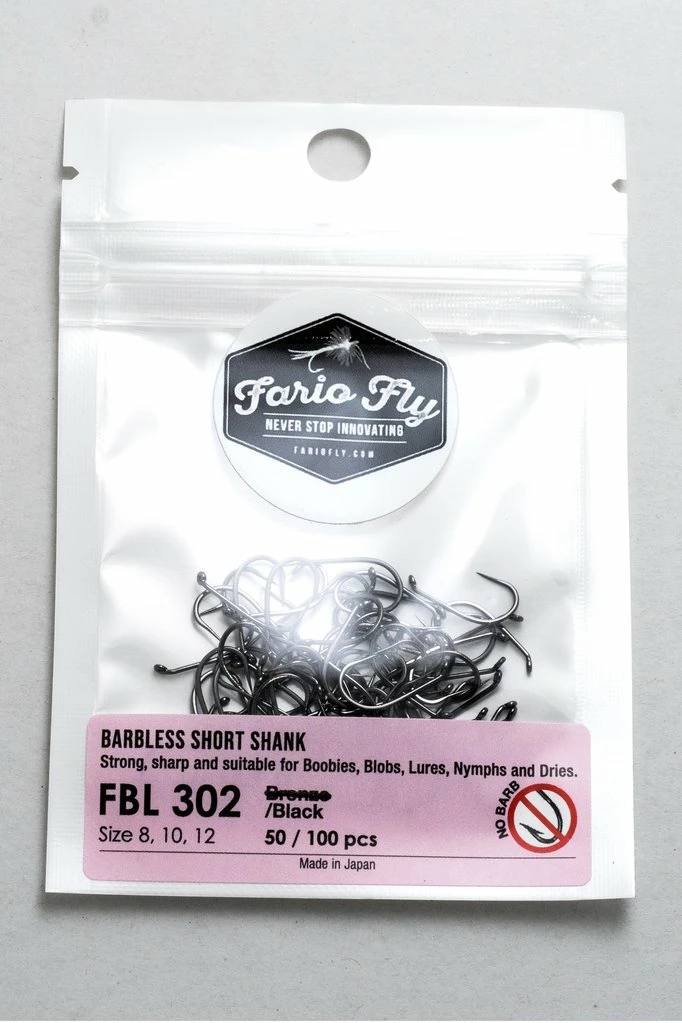 Fario Fly
NEVER STOP INNOVATING
FARIOFLY.COM
BARBLESS SHORT SHANK
Strong, sharp and suitable for Boobies, Blobs, Lures, Nymphs and Dries.
FBL 302
Bronze
/Black
Size 8, 10, 12
50 / 100 pcs
NO BARB
Made in Japan